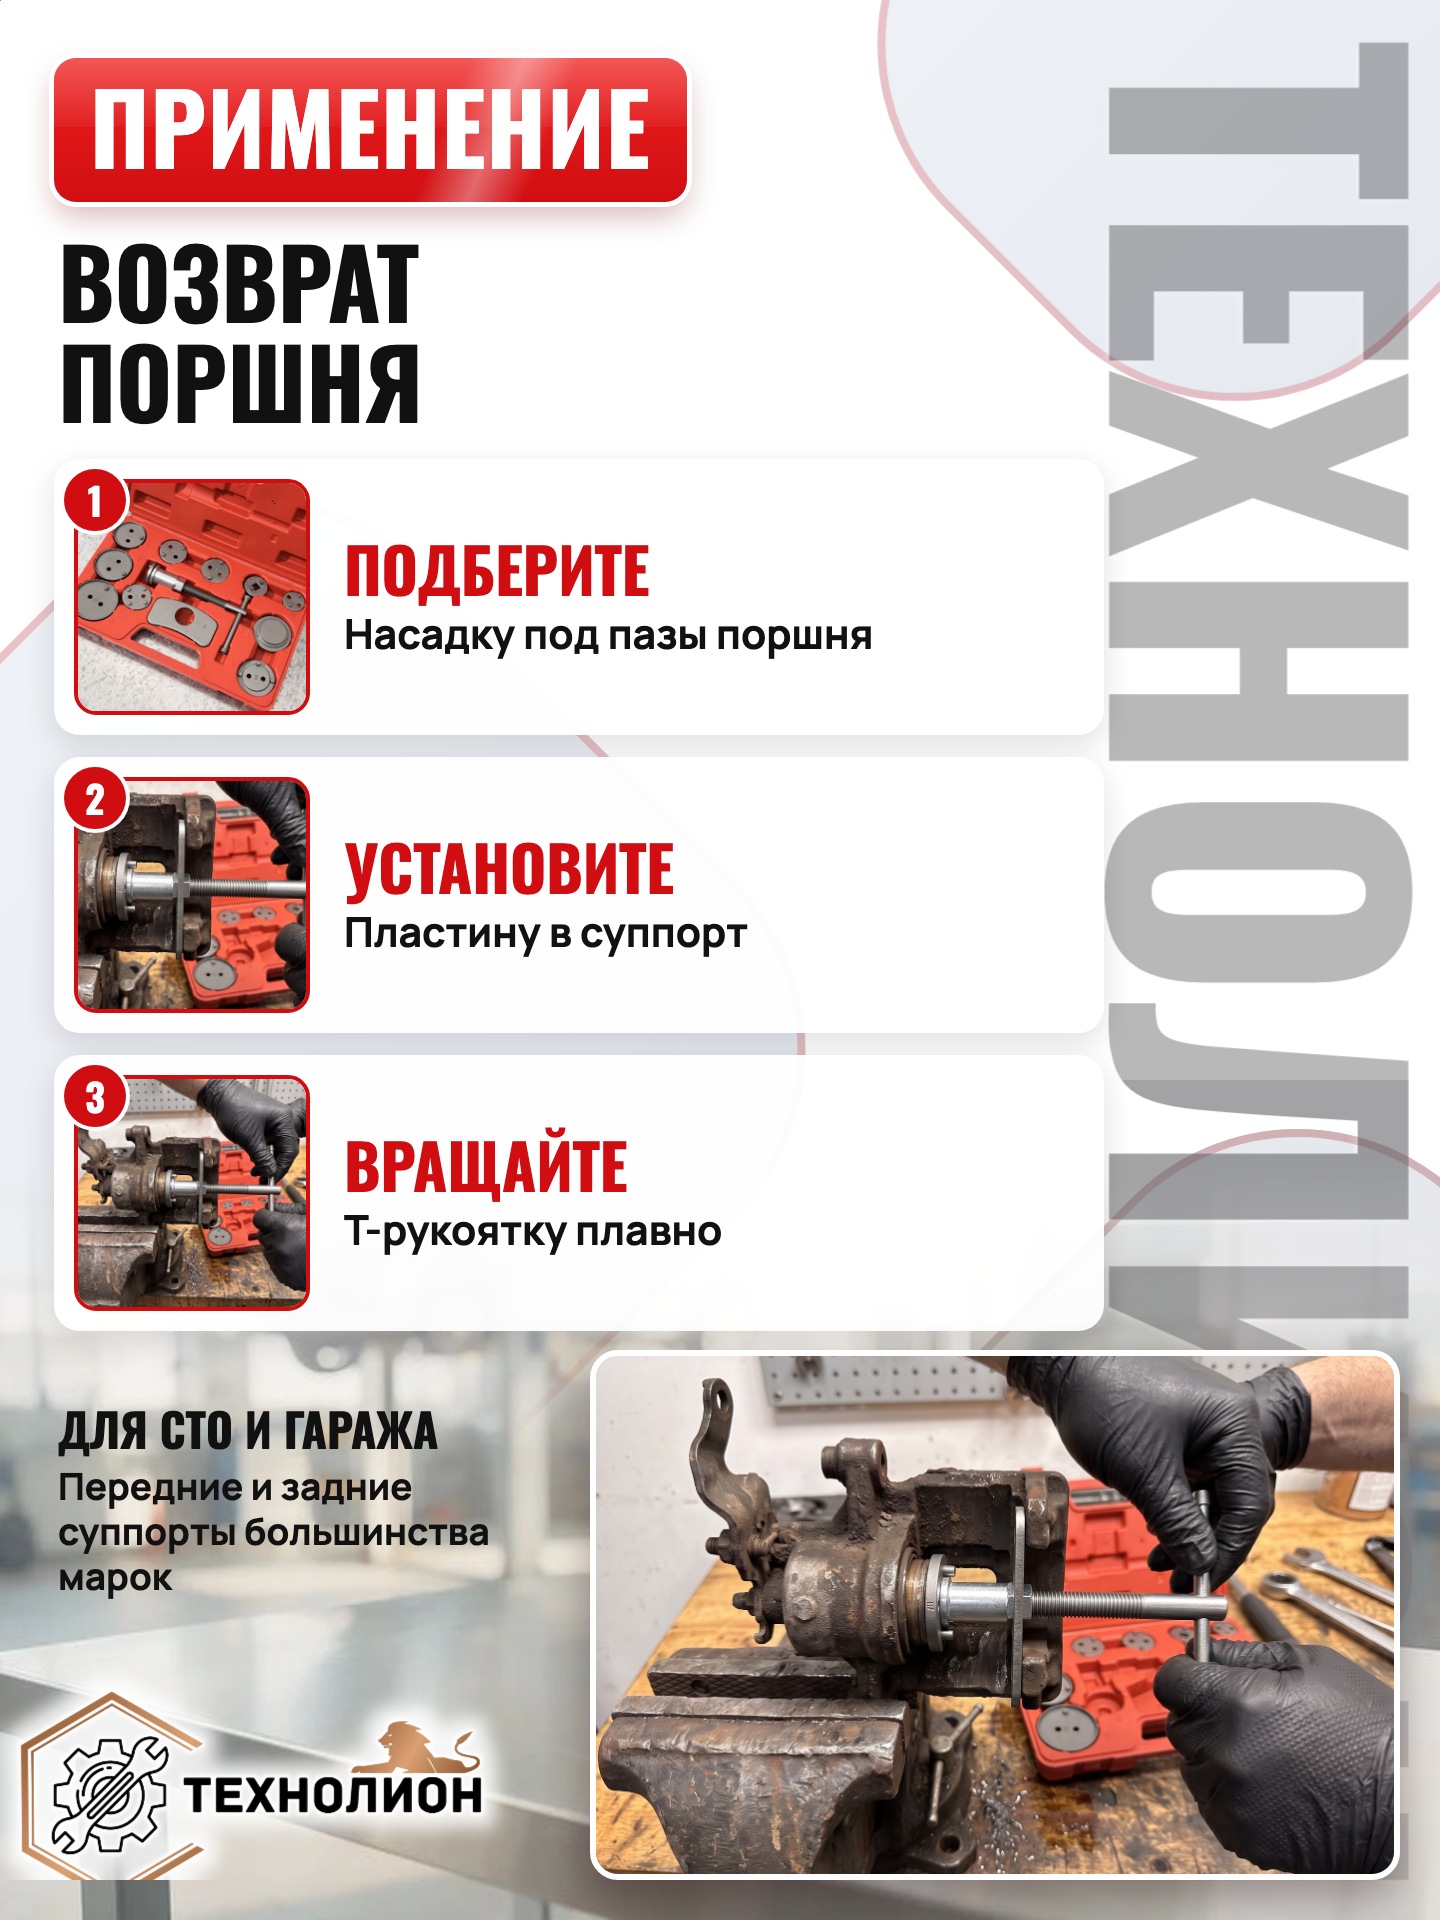 ПРИМЕНЕНИЕ
ВОЗВРАТ
ПОРШНЯ
1
ПОДБЕРИТЕ
Насадку под пазы поршня
2
УСТАНОВИТЕ
Пластину в суппорт
3
ВРАЩАЙТЕ
Т-рукоятку плавно
ДЛЯ СТО И ГАРАЖА
Передние и задние
суппорты большинства
марок
ТЕХНОЛИОН
ТЕХНОЛИ